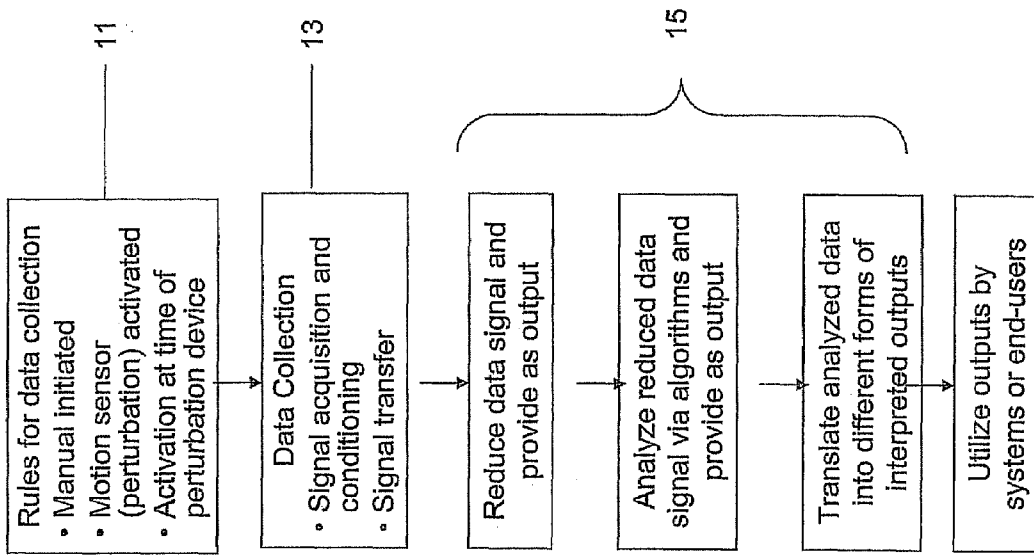 Rules for data collection
• Manual initiated
• Motion sensor
(perturbation) activated
• Activation at time of
perturbation device
11
Data Collection
• Signal acquisition and
conditioning
• Signal transfer
13
Reduce data signal and
provide as output
Analyze reduced data
signal via algorithms and
provide as output
Translate analyzed data
into different forms of
interpreted outputs
15
Utilize outputs by
systems or end-users